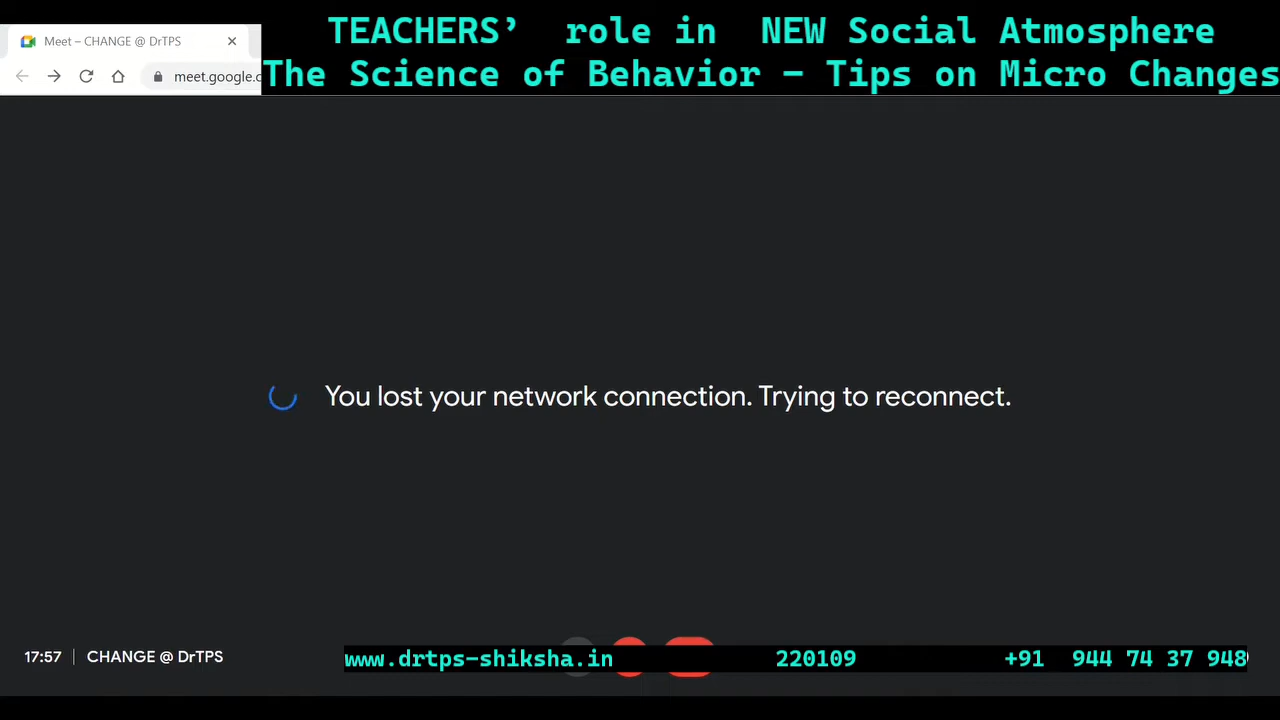 Meet – CHANGE @ DrTPS
meet.google.c
TEACHERS’ role in NEW Social Atmosphere
The Science of Behavior – Tips on Micro Changes
You lost your network connection. Trying to reconnect.
17:57 | CHANGE @ DrTPS
www.drtps-shiksha.in 220109 +91 944 74 37 948